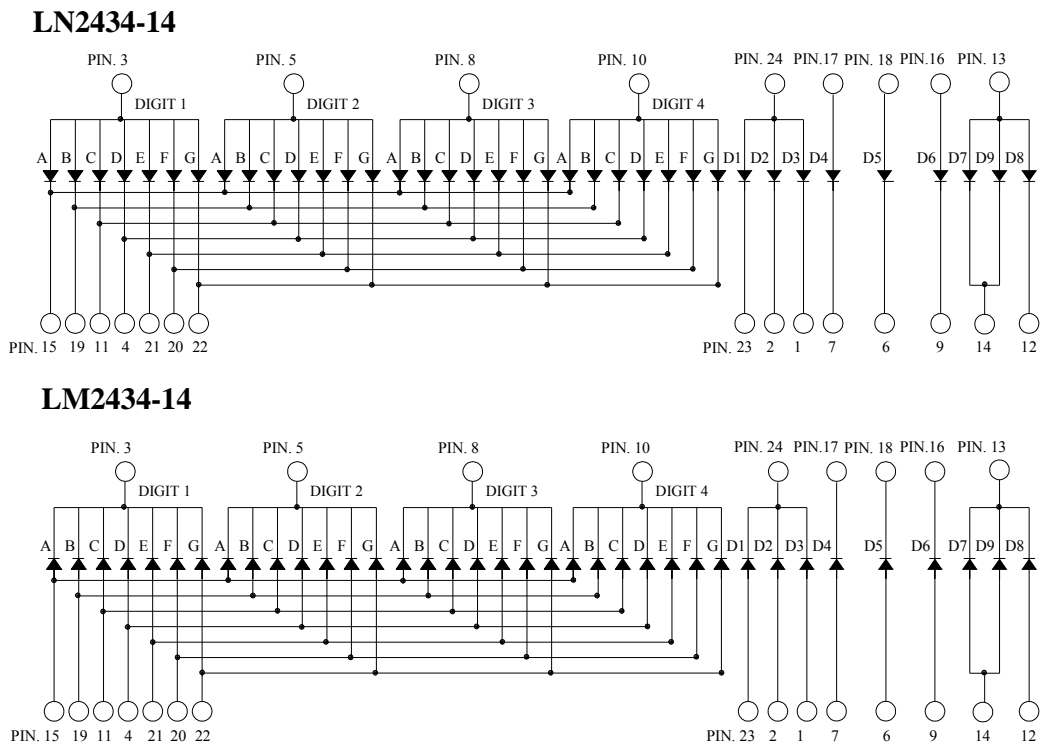 LN2434-14
PIN. 3 PIN. 5 PIN. 8 PIN. 10 PIN. 24 PIN.17 PIN. 18 PIN.16 PIN. 13
DIGIT 1 DIGIT 2 DIGIT 3 DIGIT 4
A B C D E F G A B C D E F G A B C D E F G A B C D E F G D1 D2 D3 D4 D5 D6 D7 D9 D8
PIN. 15 19 11 4 21 20 22 PIN. 23 2 1 7 6 9 14 12
LM2434-14
PIN. 3 PIN. 5 PIN. 8 PIN. 10 PIN. 24 PIN.17 PIN. 18 PIN.16 PIN. 13
DIGIT 1 DIGIT 2 DIGIT 3 DIGIT 4
A B C D E F G A B C D E F G A B C D E F G A B C D E F G D1 D2 D3 D4 D5 D6 D7 D9 D8
PIN. 15 19 11 4 21 20 22 PIN. 23 2 1 7 6 9 14 12